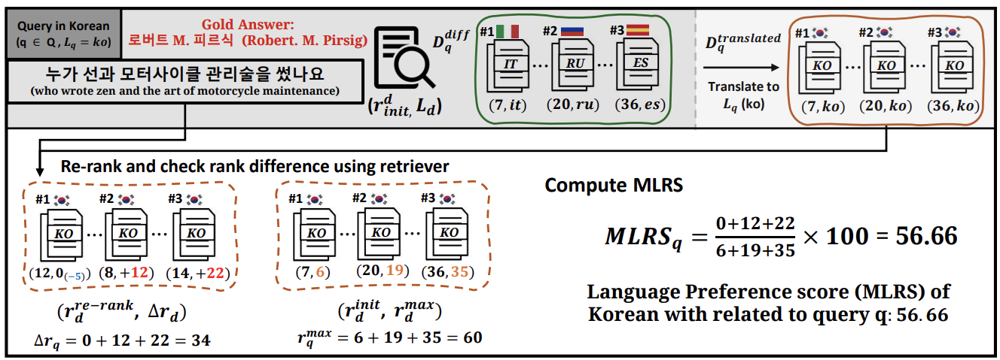 Query in Korean
(q ∈ Q , L_q = ko)
Gold Answer:
로버트 M. 피르식 (Robert. M. Pirsig)
누가 선과 모터사이클 관리술을 썼나요
(who wrote zen and the art of motorcycle maintenance)
(r^d_init, L_d)
D_q^diff
#1 #2 #3
IT ... RU ... ES
(7, it) (20, ru) (36, es)
D_q^translated
Translate to
L_q (ko)
#1 #2 #3
KO ... KO ... KO
(7, ko) (20, ko) (36, ko)
Re-rank and check rank difference using retriever
#1 #2 #3
KO ... KO ... KO
(12, 0(−5)) (8, +12) (14, +22)
(r_d^re−rank, Δr_d)
Δr_q = 0 + 12 + 22 = 34
#1 #2 #3
KO ... KO ... KO
(7, 6) (20, 19) (36, 35)
(r_d^init, r_d^max)
r_q^max = 6 + 19 + 35 = 60
Compute MLRS
MLRS_q = (0+12+22)/(6+19+35) × 100 = 56.66
Language Preference score (MLRS) of
Korean with related to query q: 56.66